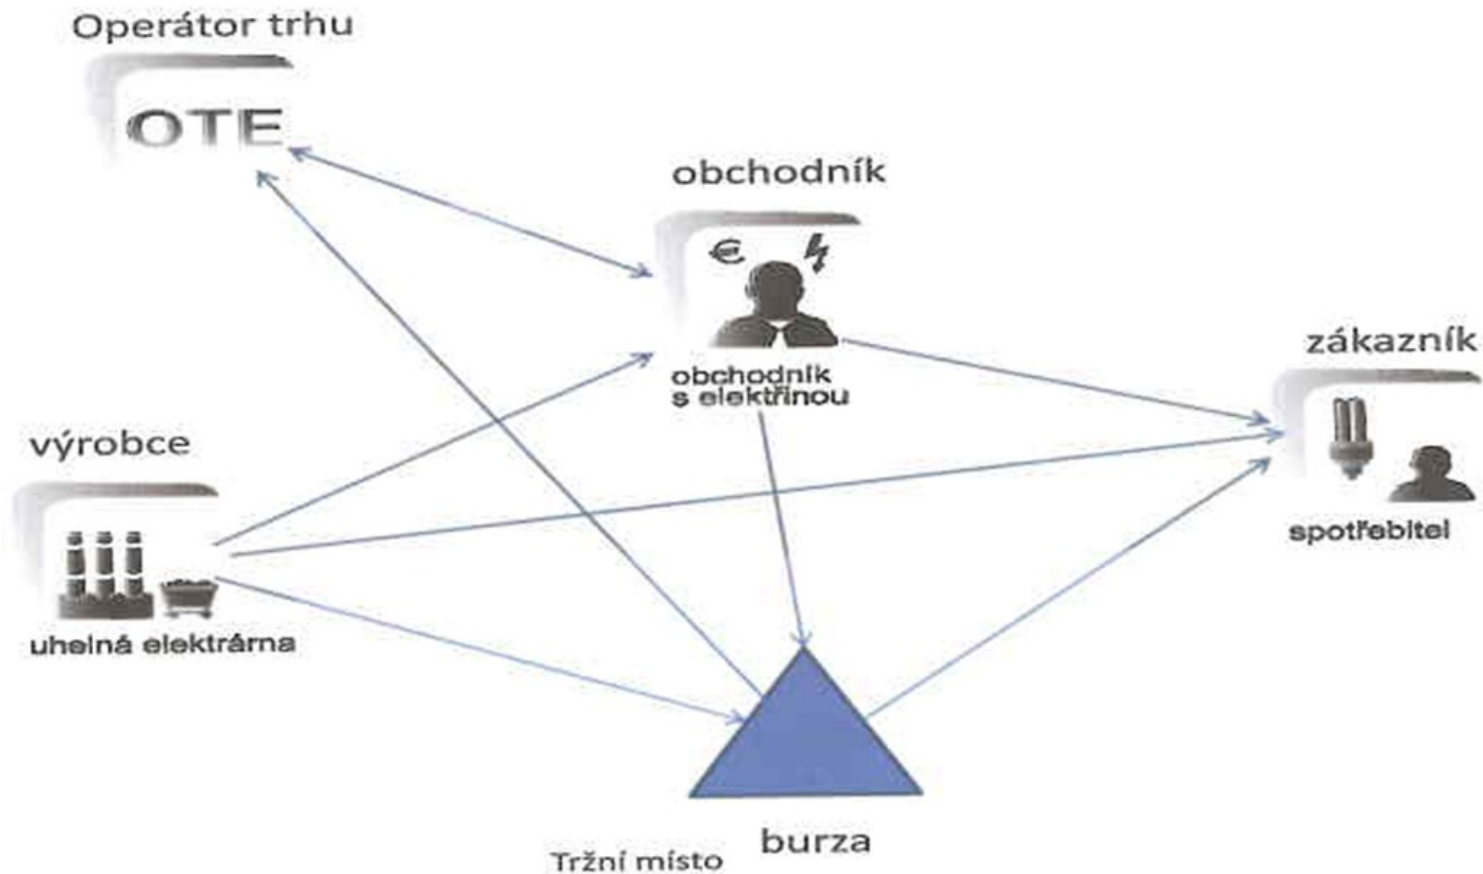 Operátor trhu
OTE
obchodník
€
obchodník
s elektřinou
zákazník
spotřebitel
výrobce
uhelná elektrárna
burza
Tržní místo